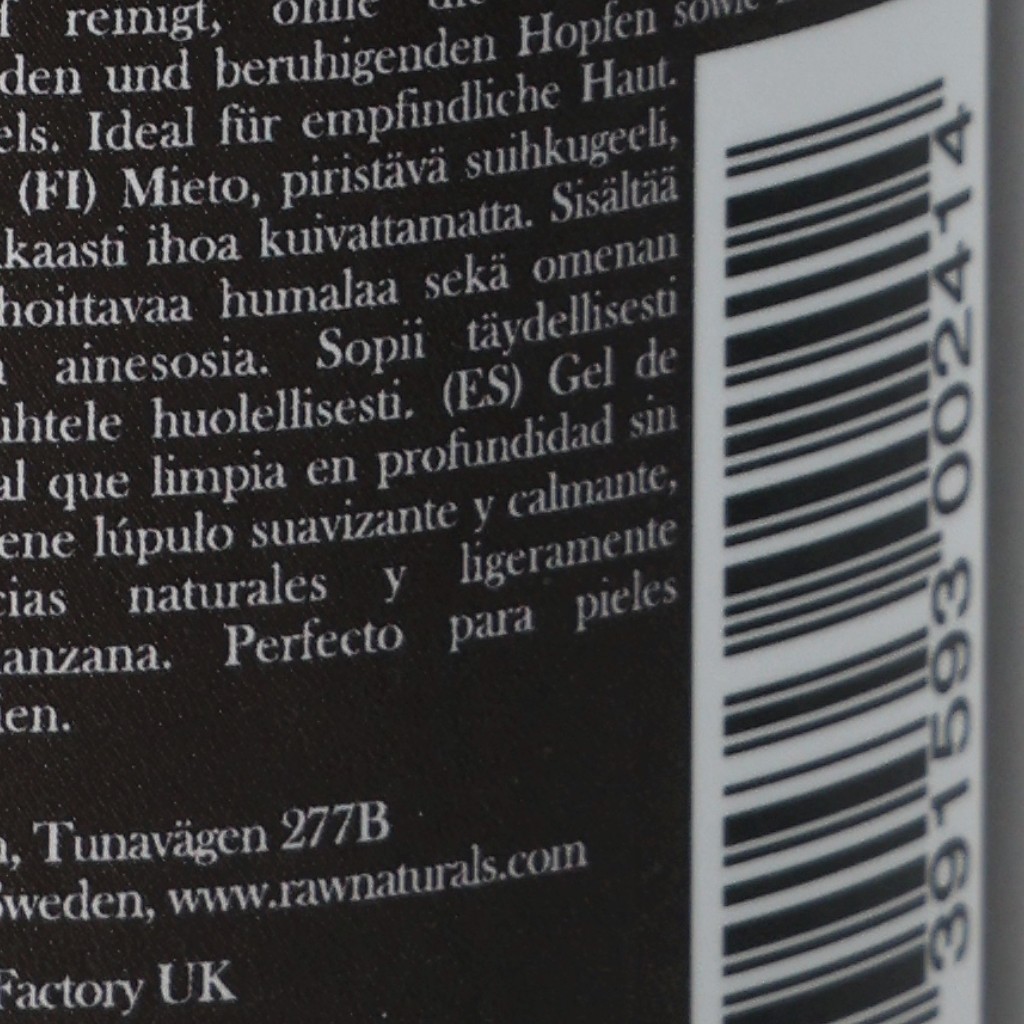 reinigt, ohne
den und beruhigenden Hopfen sowie
els. Ideal für empfindliche Haut.
(FI) Mieto, piristävä suihkugeeli,
kaasti ihoa kuivattamatta. Sisältää
hoittavaa humalaa sekä omenan
ainesosia. Sopii täydellisesti
uhtele huolellisesti. (ES) Gel de
al que limpia en profundidad sin
ene lúpulo suavizante y calmante,
cias naturales y ligeramente
anzana. Perfecto para pieles
en.
, Tunavägen 277B
Sweden, www.rawnaturals.com
Factory UK
391593 002414